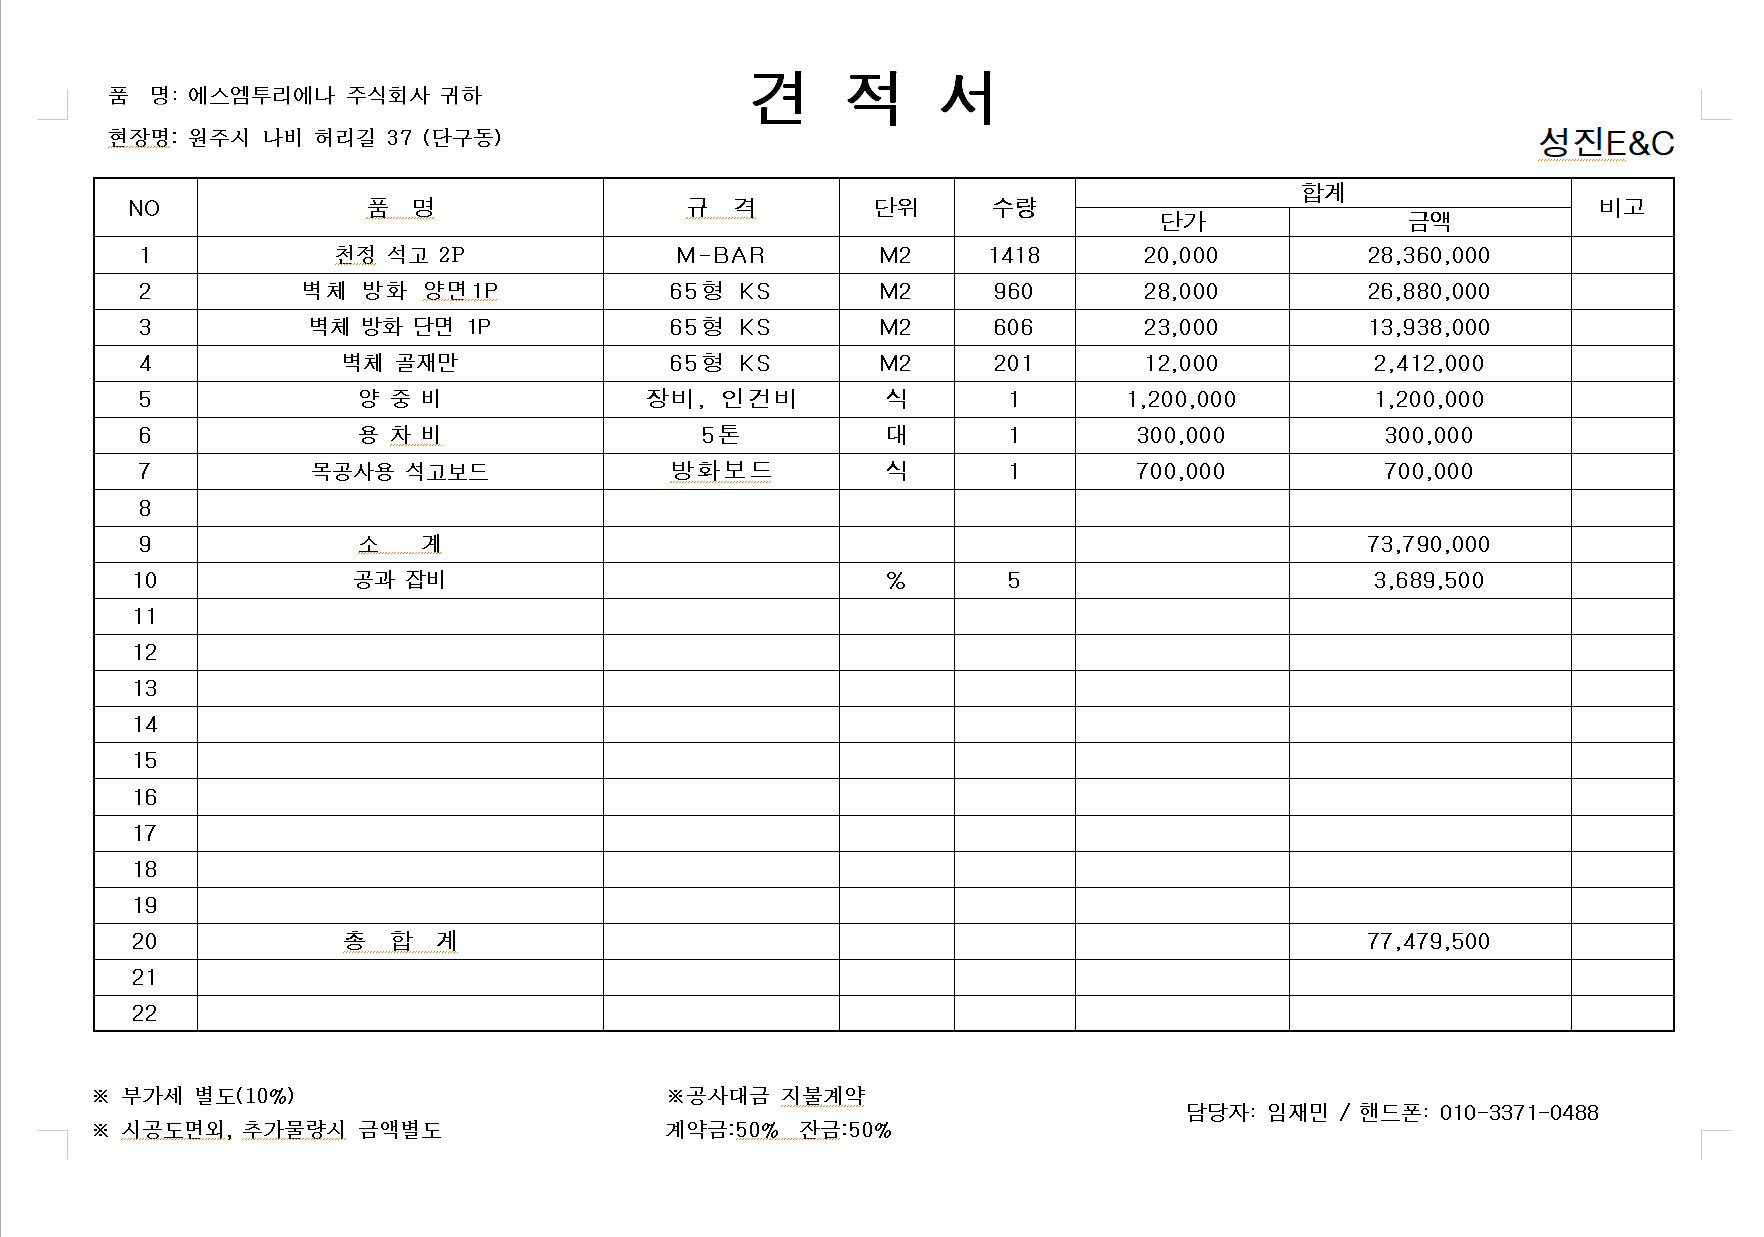 견 적 서
품 명: 에스엠투리에나 주식회사 귀하
현장명: 원주시 나비 허리길 37 (단구동)
성진E&C
NO 품 명 규 격 단위 수량 합계 비고
단가 금액
1 천정 석고 2P M-BAR M2 1418 20,000 28,360,000
2 벽체 방화 양면1P 65형 KS M2 960 28,000 26,880,000
3 벽체 방화 단면 1P 65형 KS M2 606 23,000 13,938,000
4 벽체 골재만 65형 KS M2 201 12,000 2,412,000
5 양 중 비 장비, 인건비 식 1 1,200,000 1,200,000
6 용 차 비 5톤 대 1 300,000 300,000
7 목공사용 석고보드 방화보드 식 1 700,000 700,000
8
9 소 계 73,790,000
10 공과 잡비 % 5 3,689,500
11
12
13
14
15
16
17
18
19
20 총 합 계 77,479,500
21
22
※ 부가세 별도(10%) ※공사대금 지불계약
담당자: 임재민 / 핸드폰: 010-3371-0488
※ 시공도면외, 추가물량시 금액별도 계약금:50% 잔금:50%